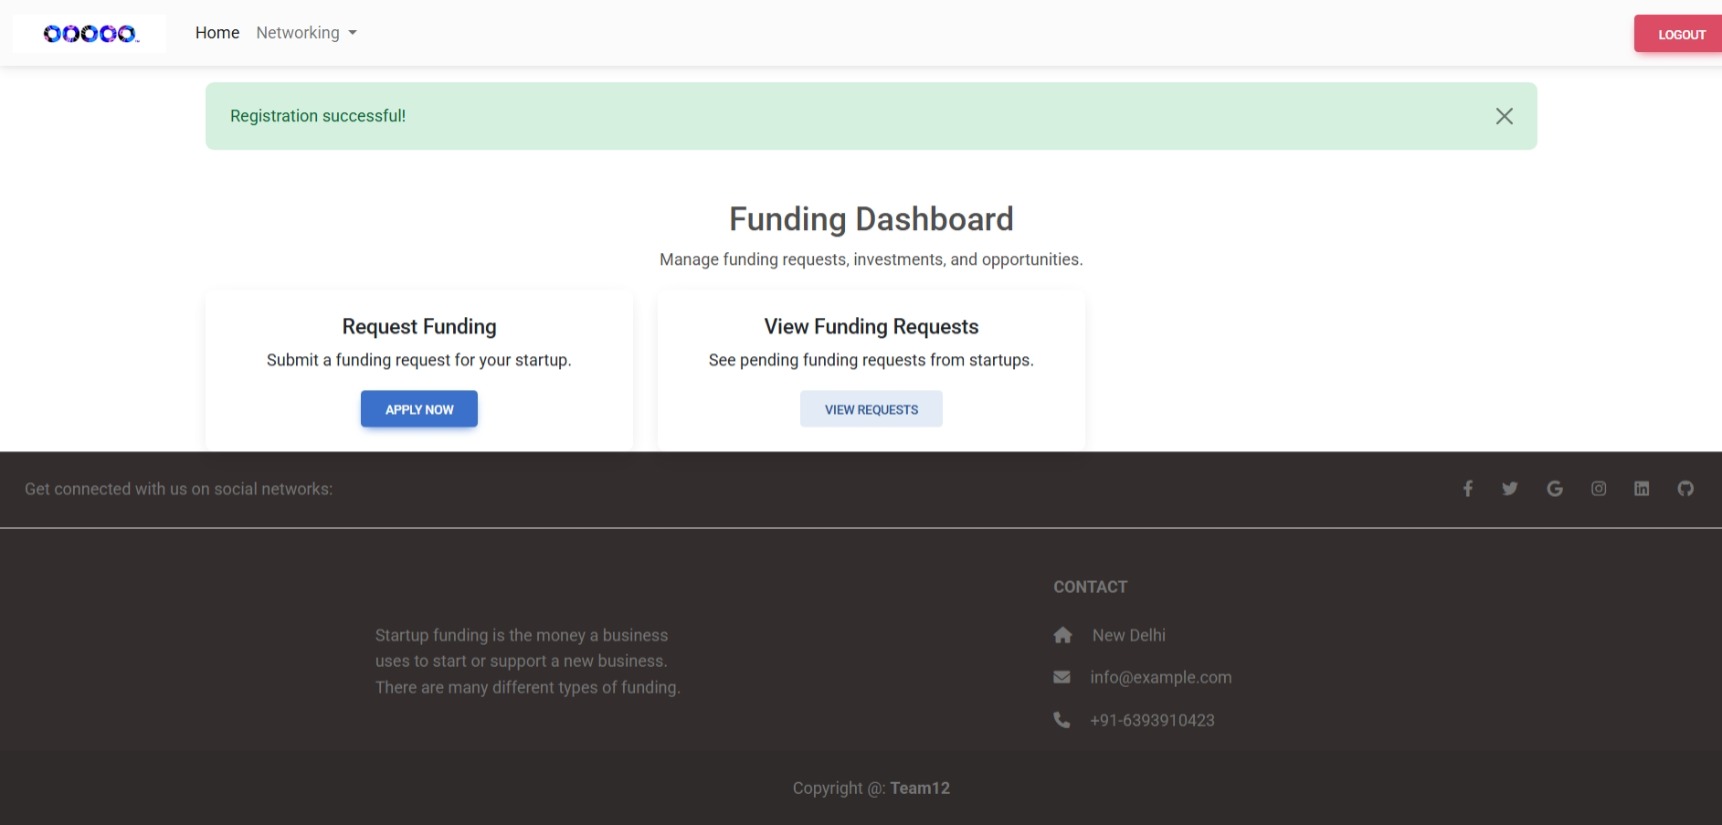 Home Networking LOGOUT
Registration successful!
Funding Dashboard
Manage funding requests, investments, and opportunities.
Request Funding
Submit a funding request for your startup.
APPLY NOW
View Funding Requests
See pending funding requests from startups.
VIEW REQUESTS
Get connected with us on social networks:
Startup funding is the money a business
uses to start or support a new business.
There are many different types of funding.
CONTACT
New Delhi
info@example.com
+91-6393910423
Copyright @: Team12